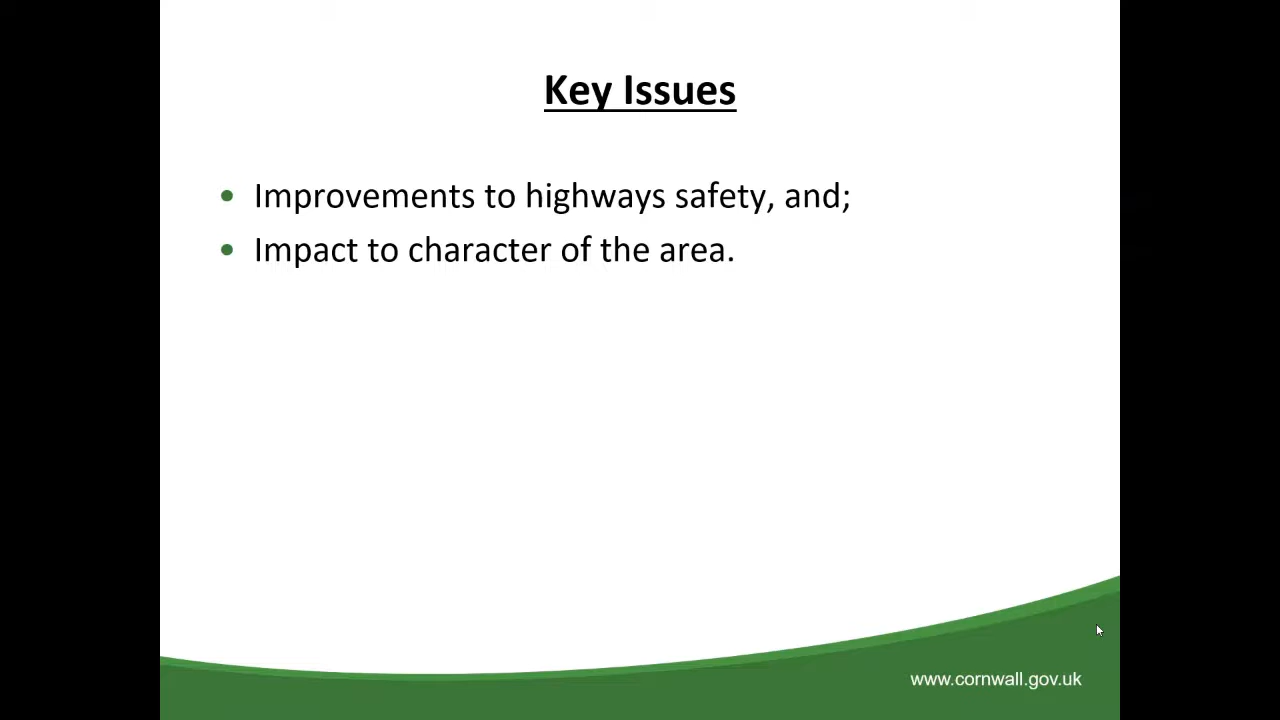 Key Issues
Improvements to highways safety, and;
Impact to character of the area.
www.cornwall.gov.uk